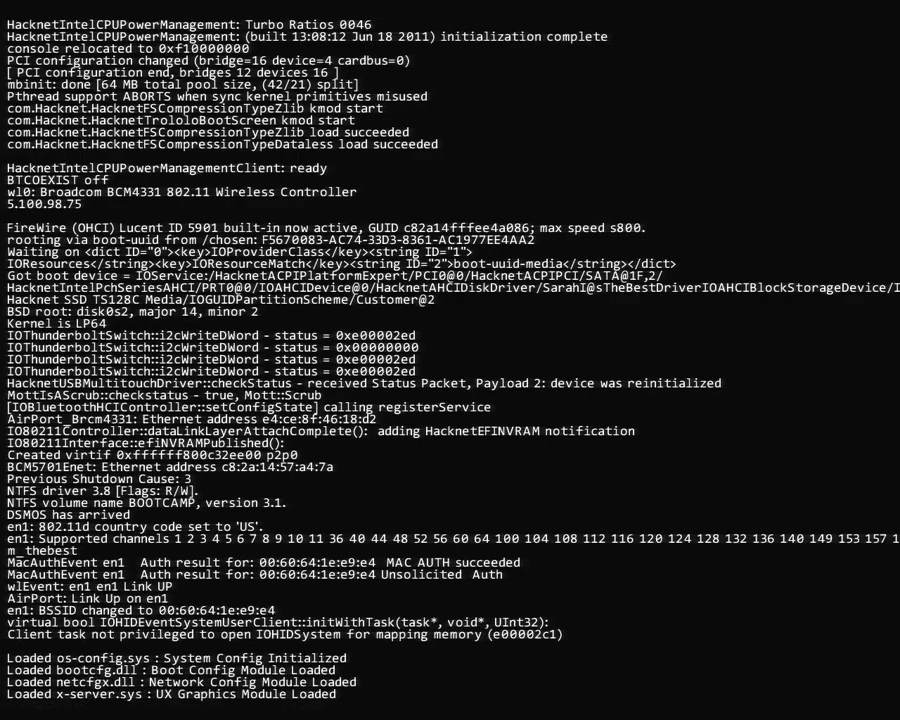 HacknetIntelCPUPowerManagement: Turbo Ratios 0046
HacknetIntelCPUPowerManagement: (built 13:08:12 Jun 18 2011) initialization complete
console relocated to 0xf10000000
PCI configuration changed (bridge=16 device=4 cardbus=0)
[ PCI configuration end, bridges 12 devices 16 ]
mbinit: done [64 MB total pool size, (42/21) split]
Pthread support ABORTS when sync kernel primitives misused
com.Hacknet.HacknetFSCompressionTypeZlib kmod start
com.Hacknet.HacknetTrololoBootScreen kmod start
com.Hacknet.HacknetFSCompressionTypeZlib load succeeded
com.Hacknet.HacknetFSCompressionTypeDataless load succeeded
HacknetIntelCPUPowerManagementClient: ready
BTCOEXIST off
wl0: Broadcom BCM4331 802.11 Wireless Controller
5.100.98.75
FireWire (OHCI) Lucent ID 5901 built-in now active, GUID c82a14fffee4a086; max speed s800.
rooting via boot-uuid from /chosen: F5670083-AC74-33D3-8361-AC1977EE4AA2
Waiting on <dict ID="0"><key>IOProviderClass</key><string ID="1">
IOResources</string><key>IOResourceMatch</key><string ID="2">boot-uuid-media</string></dict>
Got boot device = IOService:/HacknetACPIPlatformExpert/PCI0@0/HacknetACPIPCI/SATA@1F,2/
HacknetIntelPchSeriesAHCI/PRT0@0/IOAHCIDevice@0/HacknetAHCIDiskDriver/SarahI@sTheBestDriverIOAHCIBlockStorageDevice/I
Hacknet SSD TS128C Media/IOGUIDPartitionScheme/Customer@2
BSD root: disk0s2, major 14, minor 2
Kernel is LP64
IOThunderboltSwitch::i2cWriteDWord - status = 0xe00002ed
IOThunderboltSwitch::i2cWriteDWord - status = 0x00000000
IOThunderboltSwitch::i2cWriteDWord - status = 0xe00002ed
IOThunderboltSwitch::i2cWriteDWord - status = 0xe00002ed
HacknetUSBMultitouchDriver::checkStatus - received Status Packet, Payload 2: device was reinitialized
MottIsAScrub::checkstatus - true, Mott::Scrub
[IOBluetoothHCIController::setConfigState] calling registerService
AirPort_Brcm4331: Ethernet address e4:ce:8f:46:18:d2
IO80211Controller::dataLinkLayerAttachComplete():  adding HacknetEFINVRAM notification
IO80211Interface::efiNVRAMPublished():
Created virtif 0xffffff800c32ee00 p2p0
BCM5701Enet: Ethernet address c8:2a:14:57:a4:7a
Previous Shutdown Cause: 3
NTFS driver 3.8 [Flags: R/W].
NTFS volume name BOOTCAMP, version 3.1.
DSMOS has arrived
en1: 802.11d country code set to 'US'.
en1: Supported channels 1 2 3 4 5 6 7 8 9 10 11 36 40 44 48 52 56 60 64 100 104 108 112 116 120 124 128 132 136 140 149 153 157 1
m_thebest
MacAuthEvent en1   Auth result for: 00:60:64:1e:e9:e4  MAC AUTH succeeded
MacAuthEvent en1   Auth result for: 00:60:64:1e:e9:e4 Unsolicited  Auth
wlEvent: en1 en1 Link UP
AirPort: Link Up on en1
en1: BSSID changed to 00:60:64:1e:e9:e4
virtual bool IOHIDEventSystemUserClient::initWithTask(task*, void*, UInt32):
Client task not privileged to open IOHIDSystem for mapping memory (e00002c1)
Loaded os-config.sys : System Config Initialized
Loaded bootcfg.dll : Boot Config Module Loaded
Loaded netcfgx.dll : Network Config Module Loaded
Loaded x-server.sys : UX Graphics Module Loaded